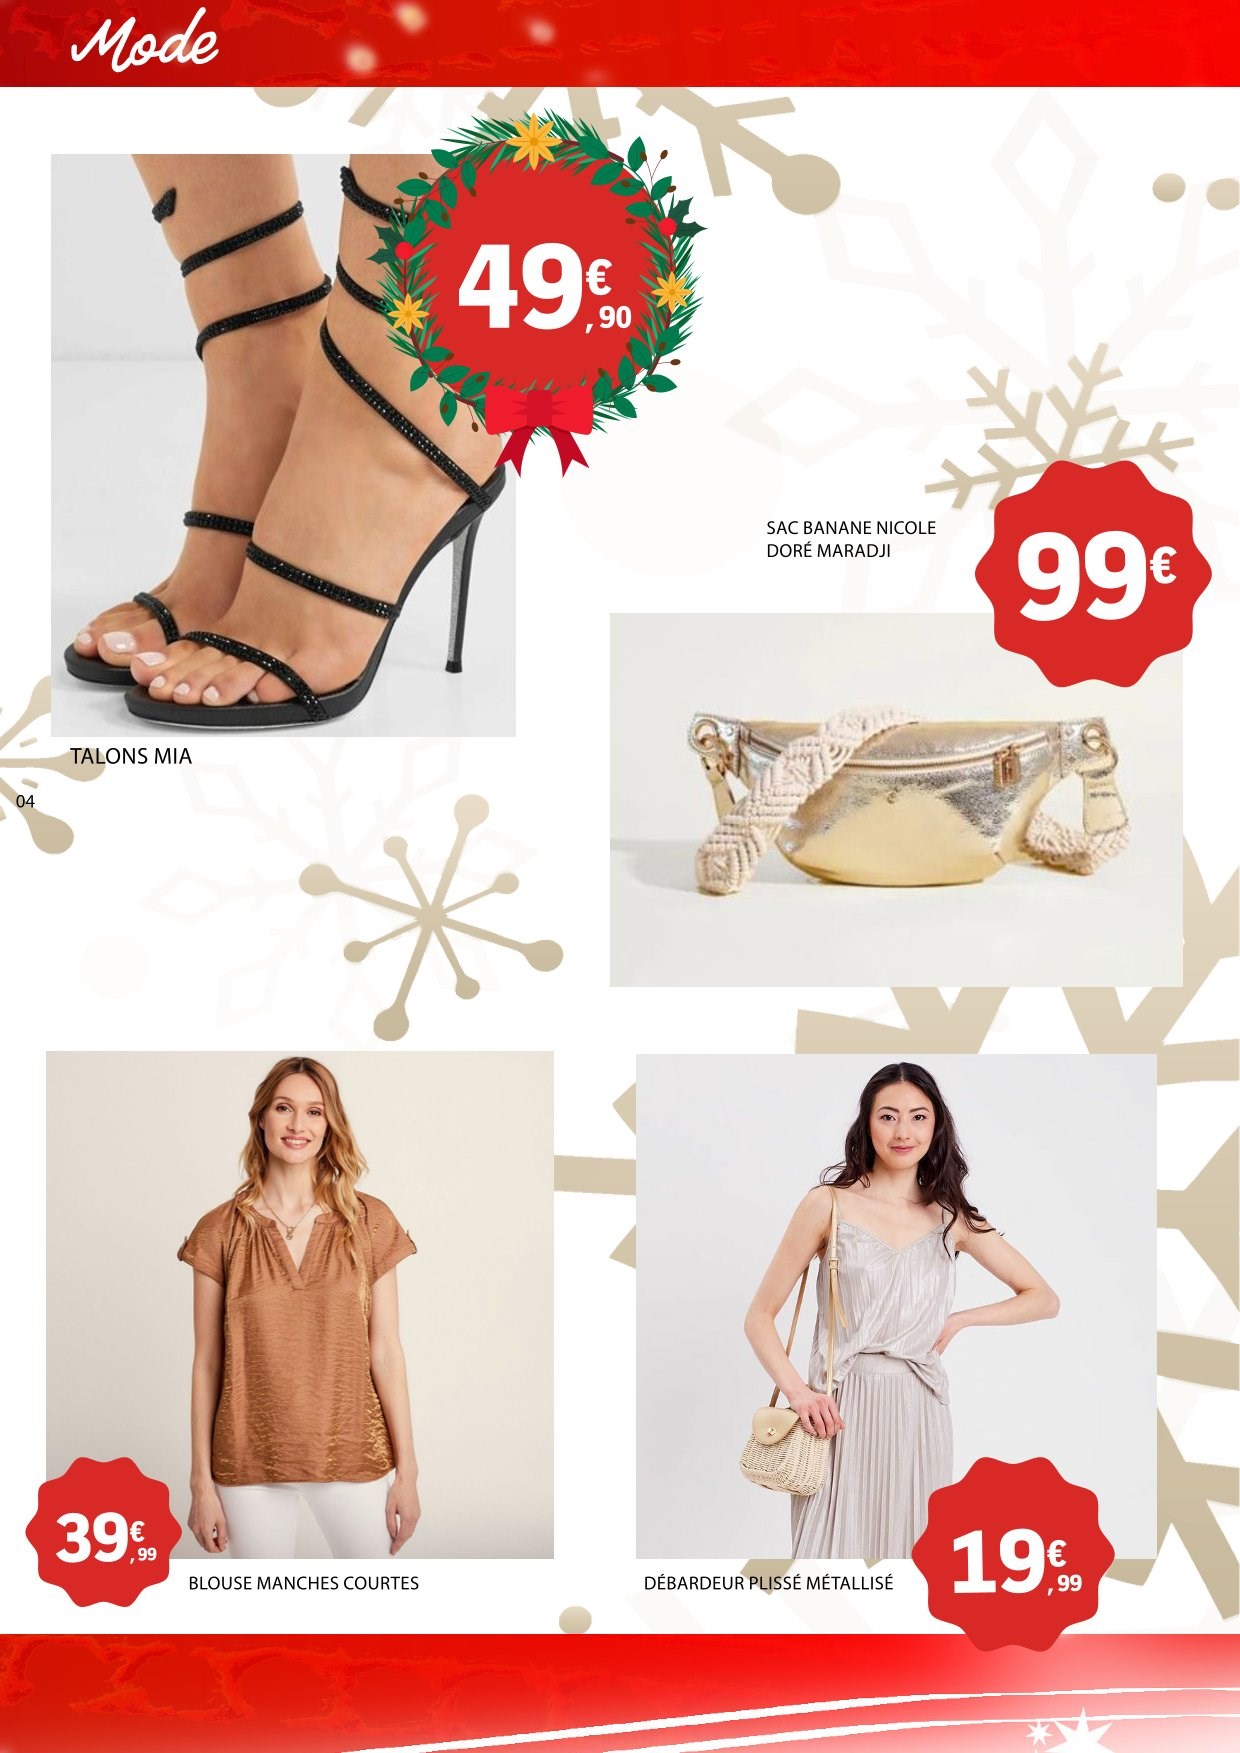 Mode
49€,90
TALONS MIA
04
SAC BANANE NICOLE
DORÉ MARADJI
99€
39€,99
BLOUSE MANCHES COURTES
DÉBARDEUR PLISSÉ MÉTALLISÉ
19€,99